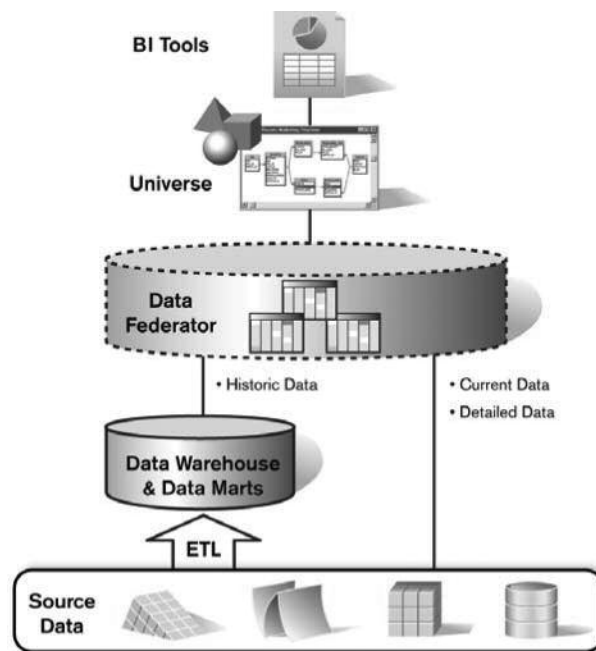 BI Tools
Universe
Data
Federator
• Historic Data
• Current Data
• Detailed Data
Data Warehouse
& Data Marts
ETL
Source
Data